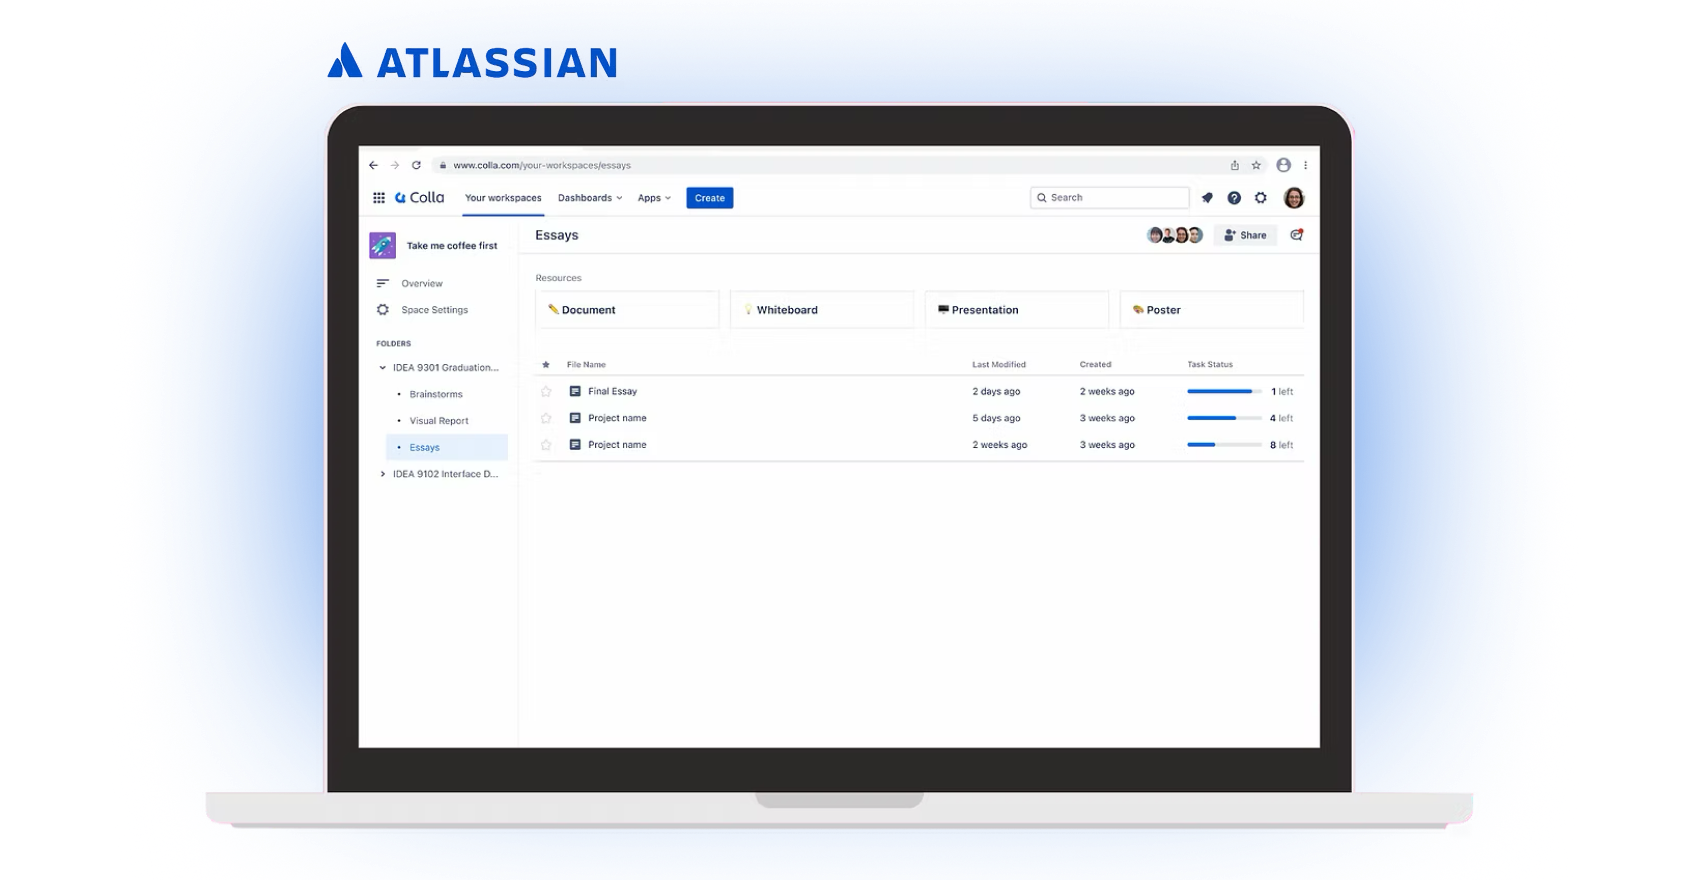 ATLASSIAN
www.colla.com/your-workspaces/essays
Colla Your workspaces Dashboards Apps Create Search
Take me coffee first
Overview
Space Settings
FOLDERS
IDEA 9301 Graduation...
• Brainstorms
• Visual Report
• Essays
IDEA 9102 Interface D...
Essays Share
Resources
Document Whiteboard Presentation Poster
File Name Last Modified Created Task Status
Final Essay 2 days ago 2 weeks ago 1 left
Project name 5 days ago 3 weeks ago 4 left
Project name 2 weeks ago 3 weeks ago 8 left